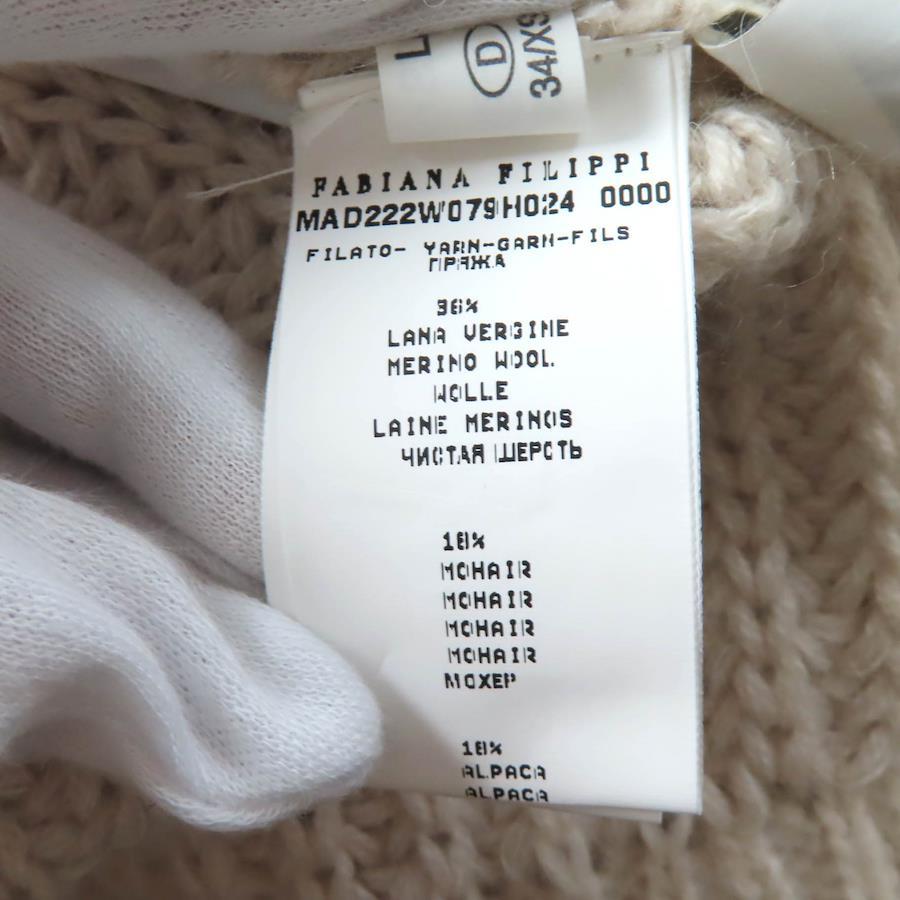 L
D
34/XS
FABIANA FILIPPI
MAD222W079H024 0000
FILATO- YARN-GARN-FILS
ПРЯЖА
36%
LANA VERGINE
MERINO WOOL
WOLLE
LAINE MERINOS
ЧИСТАЯ ШЕРСТЬ
18%
MOHAIR
MOHAIR
MOHAIR
MOHAIR
МОХЕР
18%
ALPACA
ALPACA